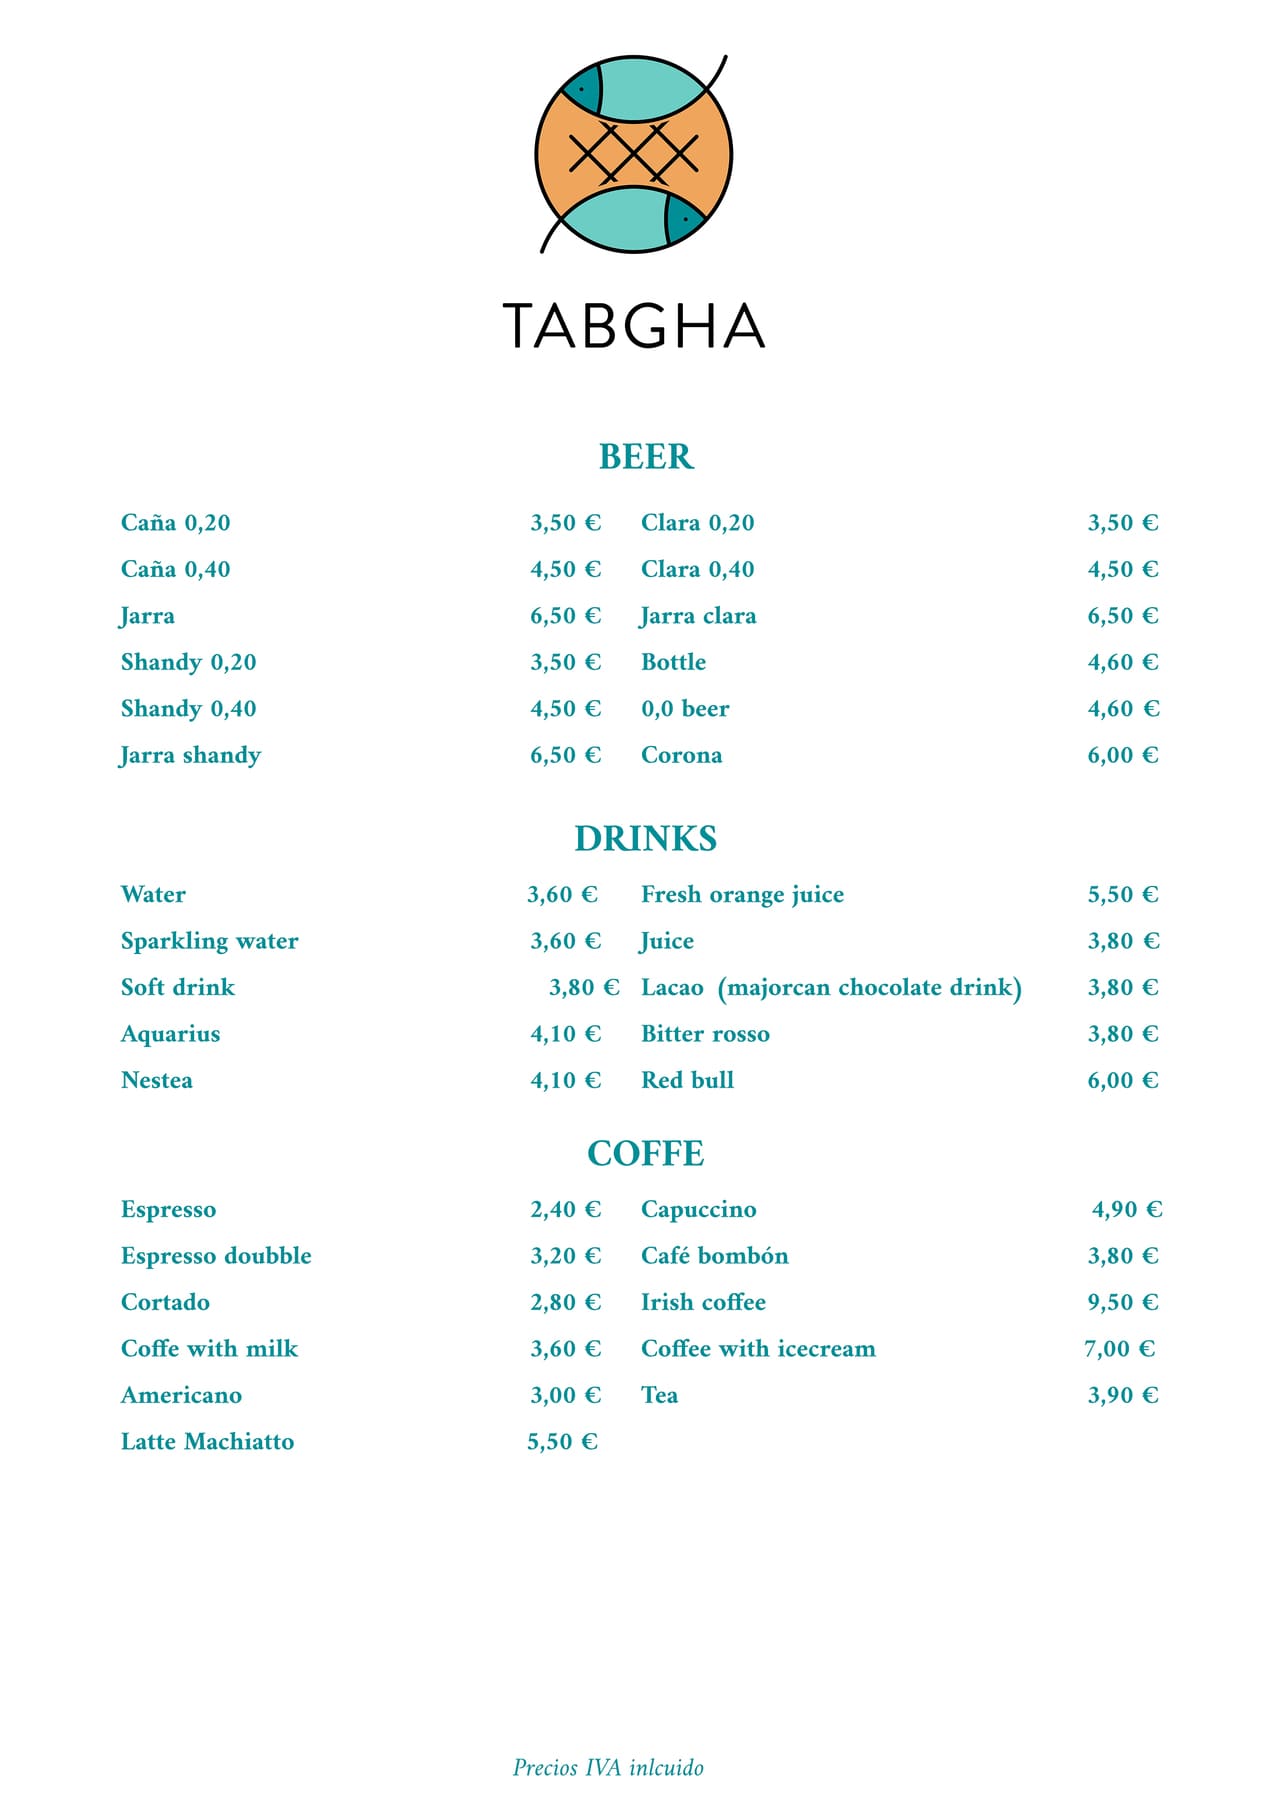 TABGHA
BEER
Caña 0,20 3,50 € Clara 0,20 3,50 €
Caña 0,40 4,50 € Clara 0,40 4,50 €
Jarra 6,50 € Jarra clara 6,50 €
Shandy 0,20 3,50 € Bottle 4,60 €
Shandy 0,40 4,50 € 0,0 beer 4,60 €
Jarra shandy 6,50 € Corona 6,00 €
DRINKS
Water 3,60 € Fresh orange juice 5,50 €
Sparkling water 3,60 € Juice 3,80 €
Soft drink 3,80 € Lacao (majorcan chocolate drink) 3,80 €
Aquarius 4,10 € Bitter rosso 3,80 €
Nestea 4,10 € Red bull 6,00 €
COFFE
Espresso 2,40 € Capuccino 4,90 €
Espresso doubble 3,20 € Café bombón 3,80 €
Cortado 2,80 € Irish coffee 9,50 €
Coffe with milk 3,60 € Coffee with icecream 7,00 €
Americano 3,00 € Tea 3,90 €
Latte Machiatto 5,50 €
Precios IVA inlcuido